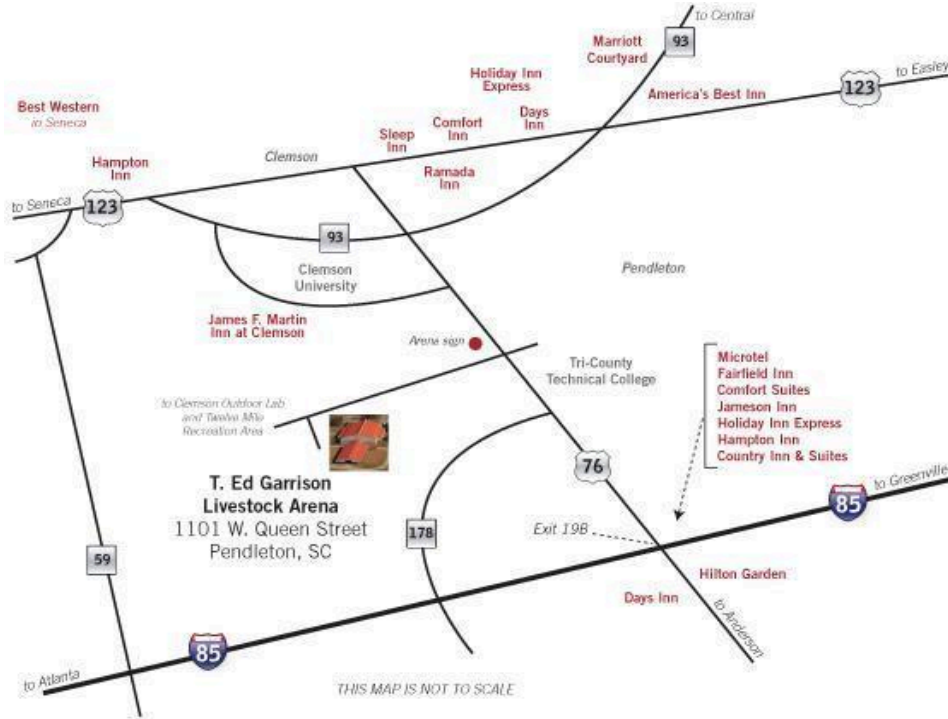 to Central
93
Marriott
Courtyard
to Easley
123
Holiday Inn
Express
America's Best Inn
Best Western
in Seneca
Days
Inn
Comfort
Inn
Sleep
Inn
Clemson
Hampton
Inn
Ramada
Inn
to Seneca
123
93
Clemson
University
Pendleton
James F. Martin
Inn at Clemson
Arena sign
Tri-County
Technical College
Microtel
Fairfield Inn
Comfort Suites
Jameson Inn
Holiday Inn Express
Hampton Inn
Country Inn & Suites
to Clemson Outdoor Lab
and Twelve Mile
Recreation Area
T. Ed Garrison
Livestock Arena
1101 W. Queen Street
Pendleton, SC
76
to Greenville
85
178
Exit 19B
59
Hilton Garden
Days Inn
to Anderson
85
to Atlanta
THIS MAP IS NOT TO SCALE